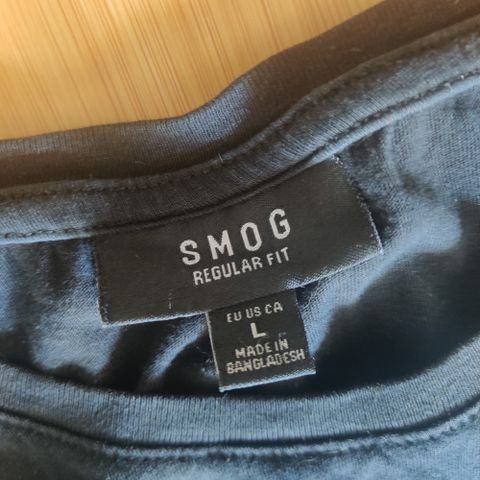 SMOG
REGULAR FIT
EU US CA
L
MADE IN
BANGLADESH